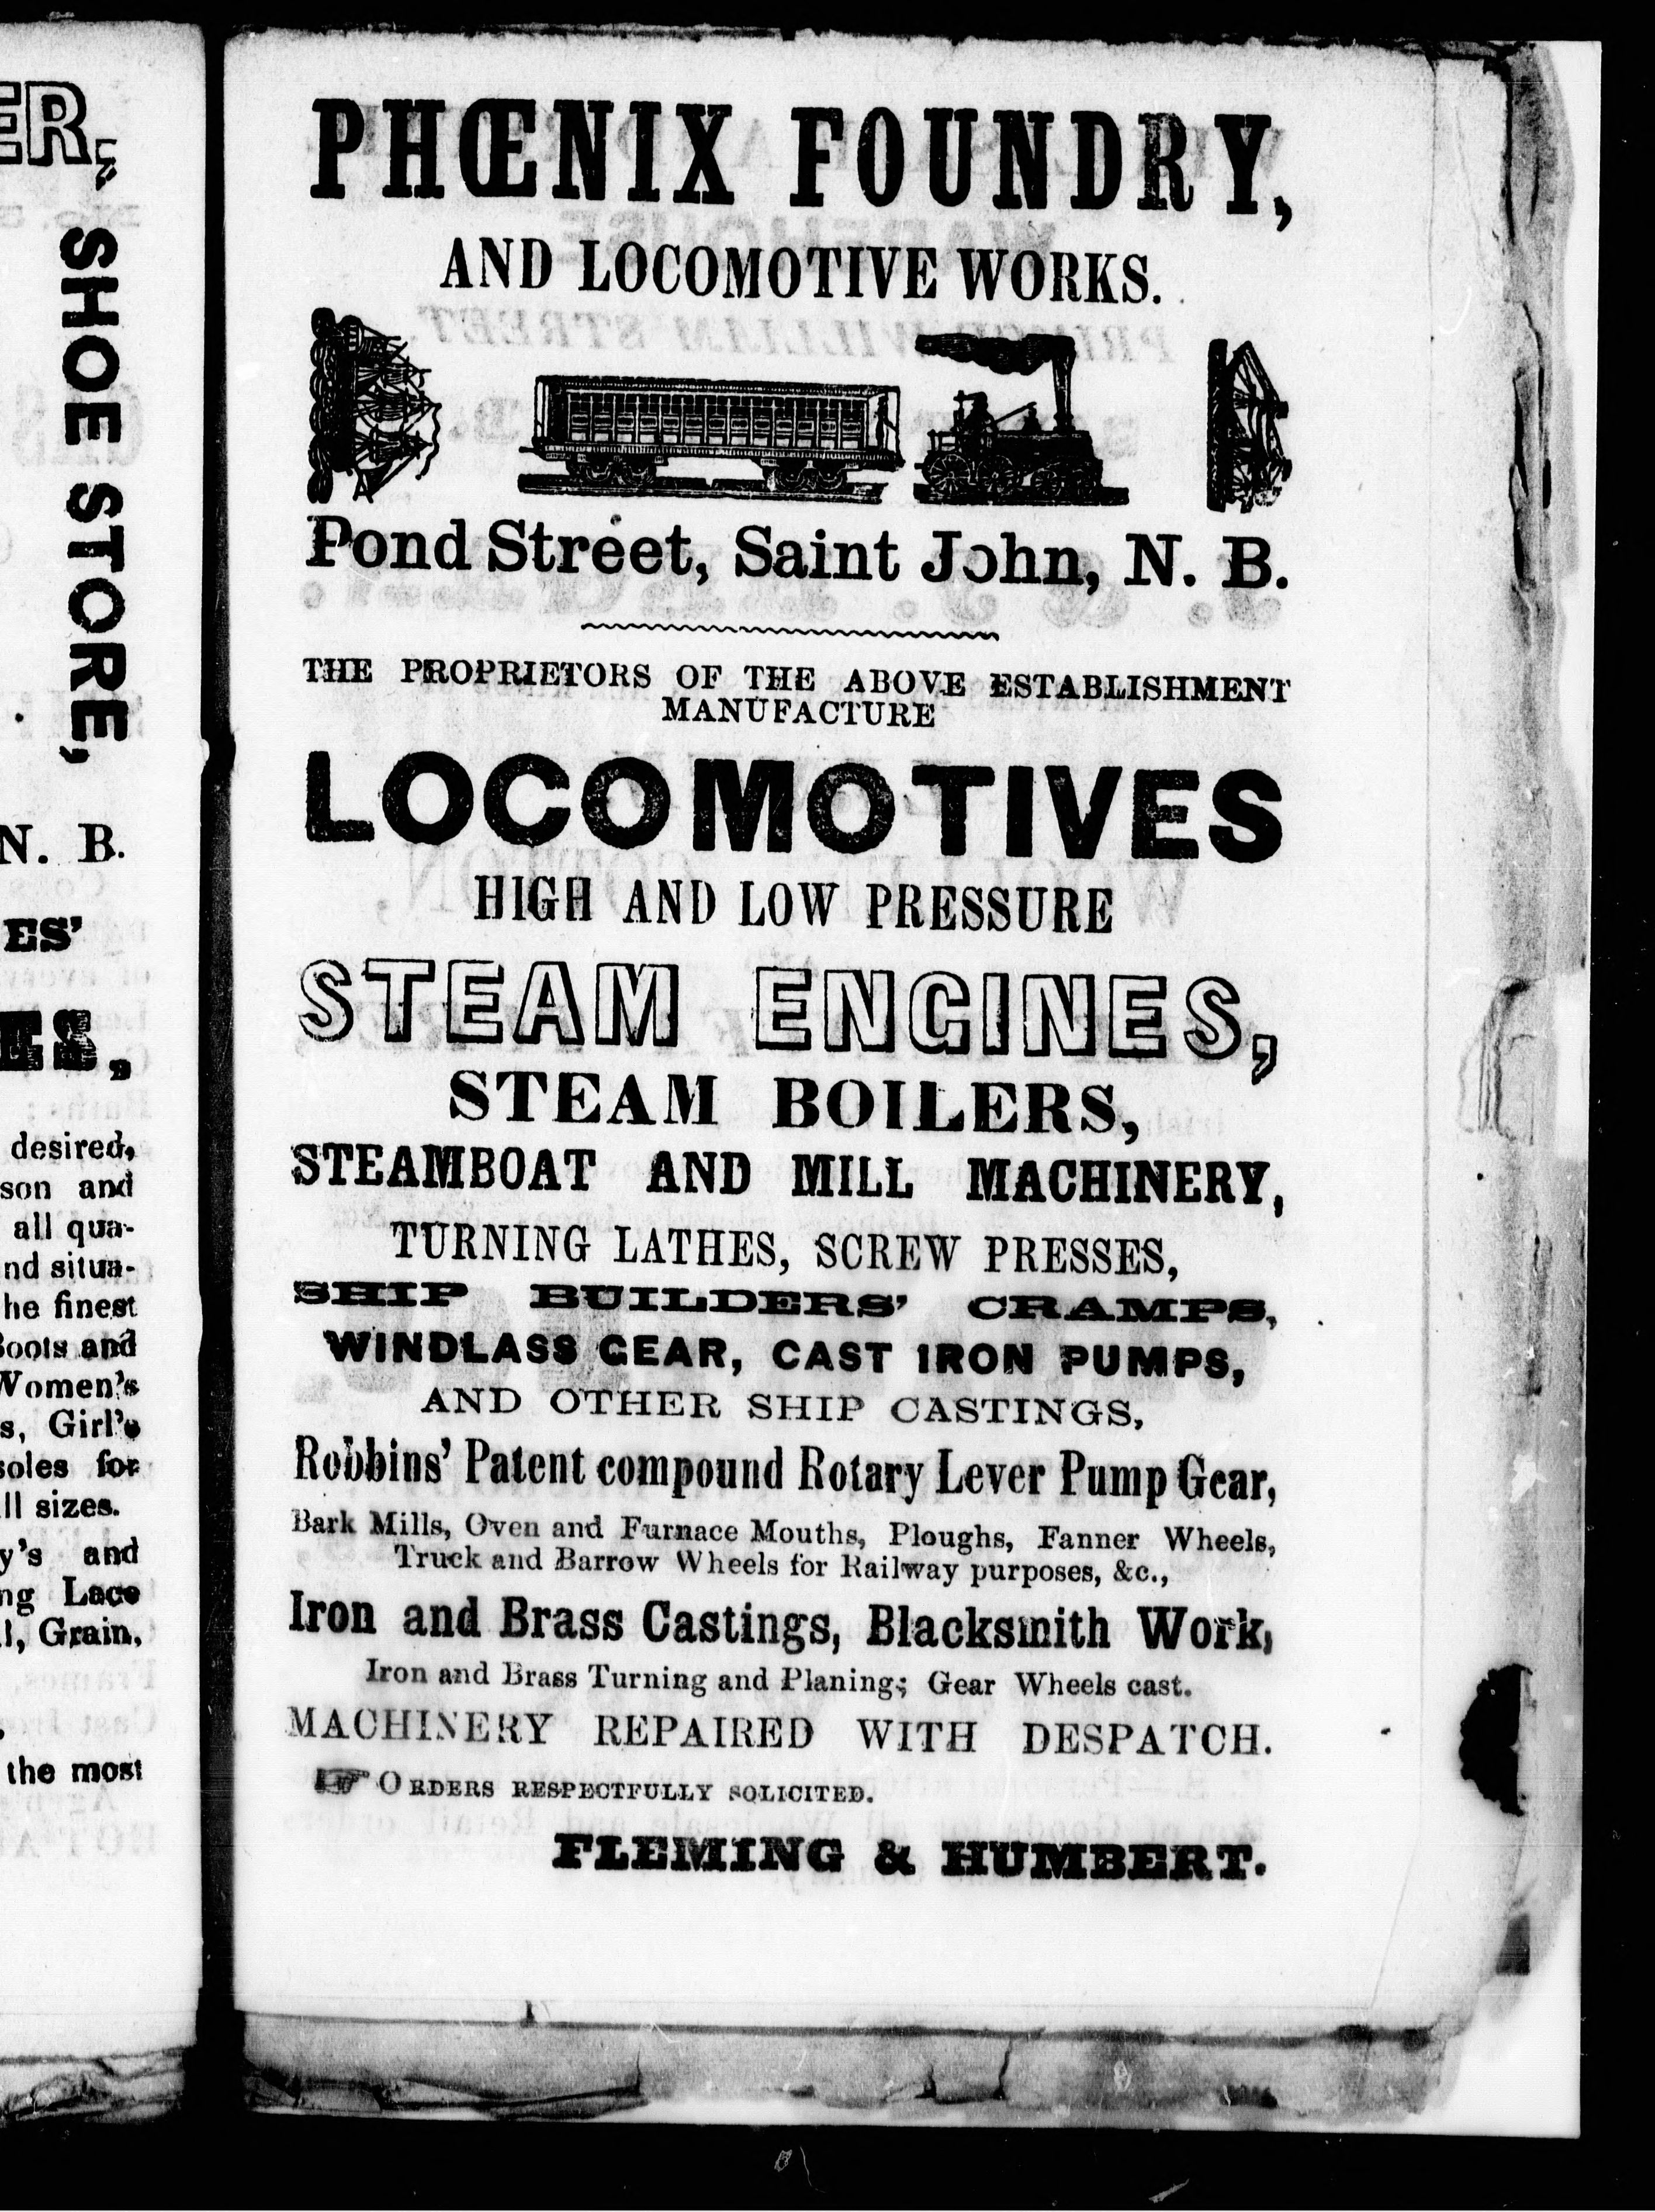 ER,
SHOE STORE,
N. B.
ES'
ES,
desired,
son and
all qua-
nd situa-
he finest
Boots and
Women's
s, Girl's
soles for
ll sizes.
y's and
ng Lace
l, Grain,
the most
PHŒNIX FOUNDRY,
AND LOCOMOTIVE WORKS.
Pond Street, Saint John, N. B.
THE PROPRIETORS OF THE ABOVE ESTABLISHMENT
MANUFACTURE
LOCOMOTIVES
HIGH AND LOW PRESSURE
STEAM ENGINES,
STEAM BOILERS,
STEAMBOAT AND MILL MACHINERY,
TURNING LATHES, SCREW PRESSES,
SHIP BUILDERS' CRAMPS,
WINDLASS GEAR, CAST IRON PUMPS,
AND OTHER SHIP CASTINGS,
Robbins' Patent compound Rotary Lever Pump Gear,
Bark Mills, Oven and Furnace Mouths, Ploughs, Fanner Wheels,
Truck and Barrow Wheels for Railway purposes, &c.,
Iron and Brass Castings, Blacksmith Work,
Iron and Brass Turning and Planing; Gear Wheels cast.
MACHINERY REPAIRED WITH DESPATCH.
☞ ORDERS RESPECTFULLY SOLICITED.
FLEMING & HUMBERT.